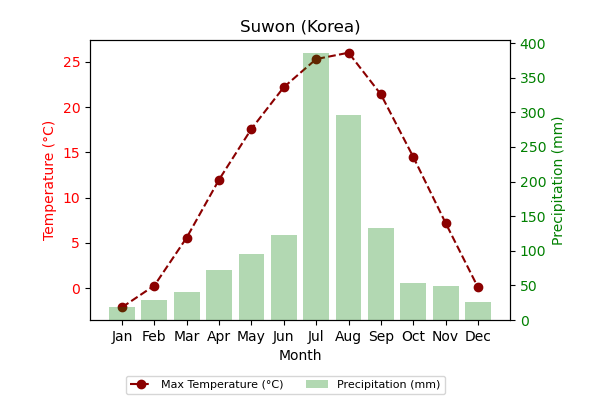 Suwon (Korea)
Temperature (°C)
25
20
15
10
5
0
400
350
300
250
200
150
100
50
0
Precipitation (mm)
Jan Feb Mar Apr May Jun Jul Aug Sep Oct Nov Dec
Month
Max Temperature (°C) Precipitation (mm)